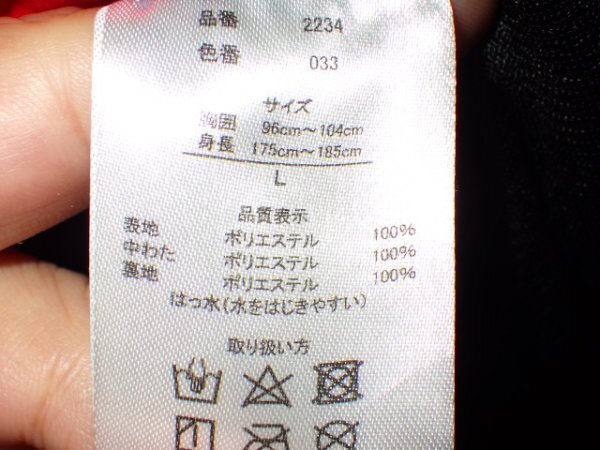 品番 2234
色番 033
サイズ
胸囲 96cm～104cm
身長 175cm～185cm
L
品質表示
表地 ポリエステル 100%
中わた ポリエステル 100%
裏地 ポリエステル 100%
はっ水(水をはじきやすい)
取り扱い方